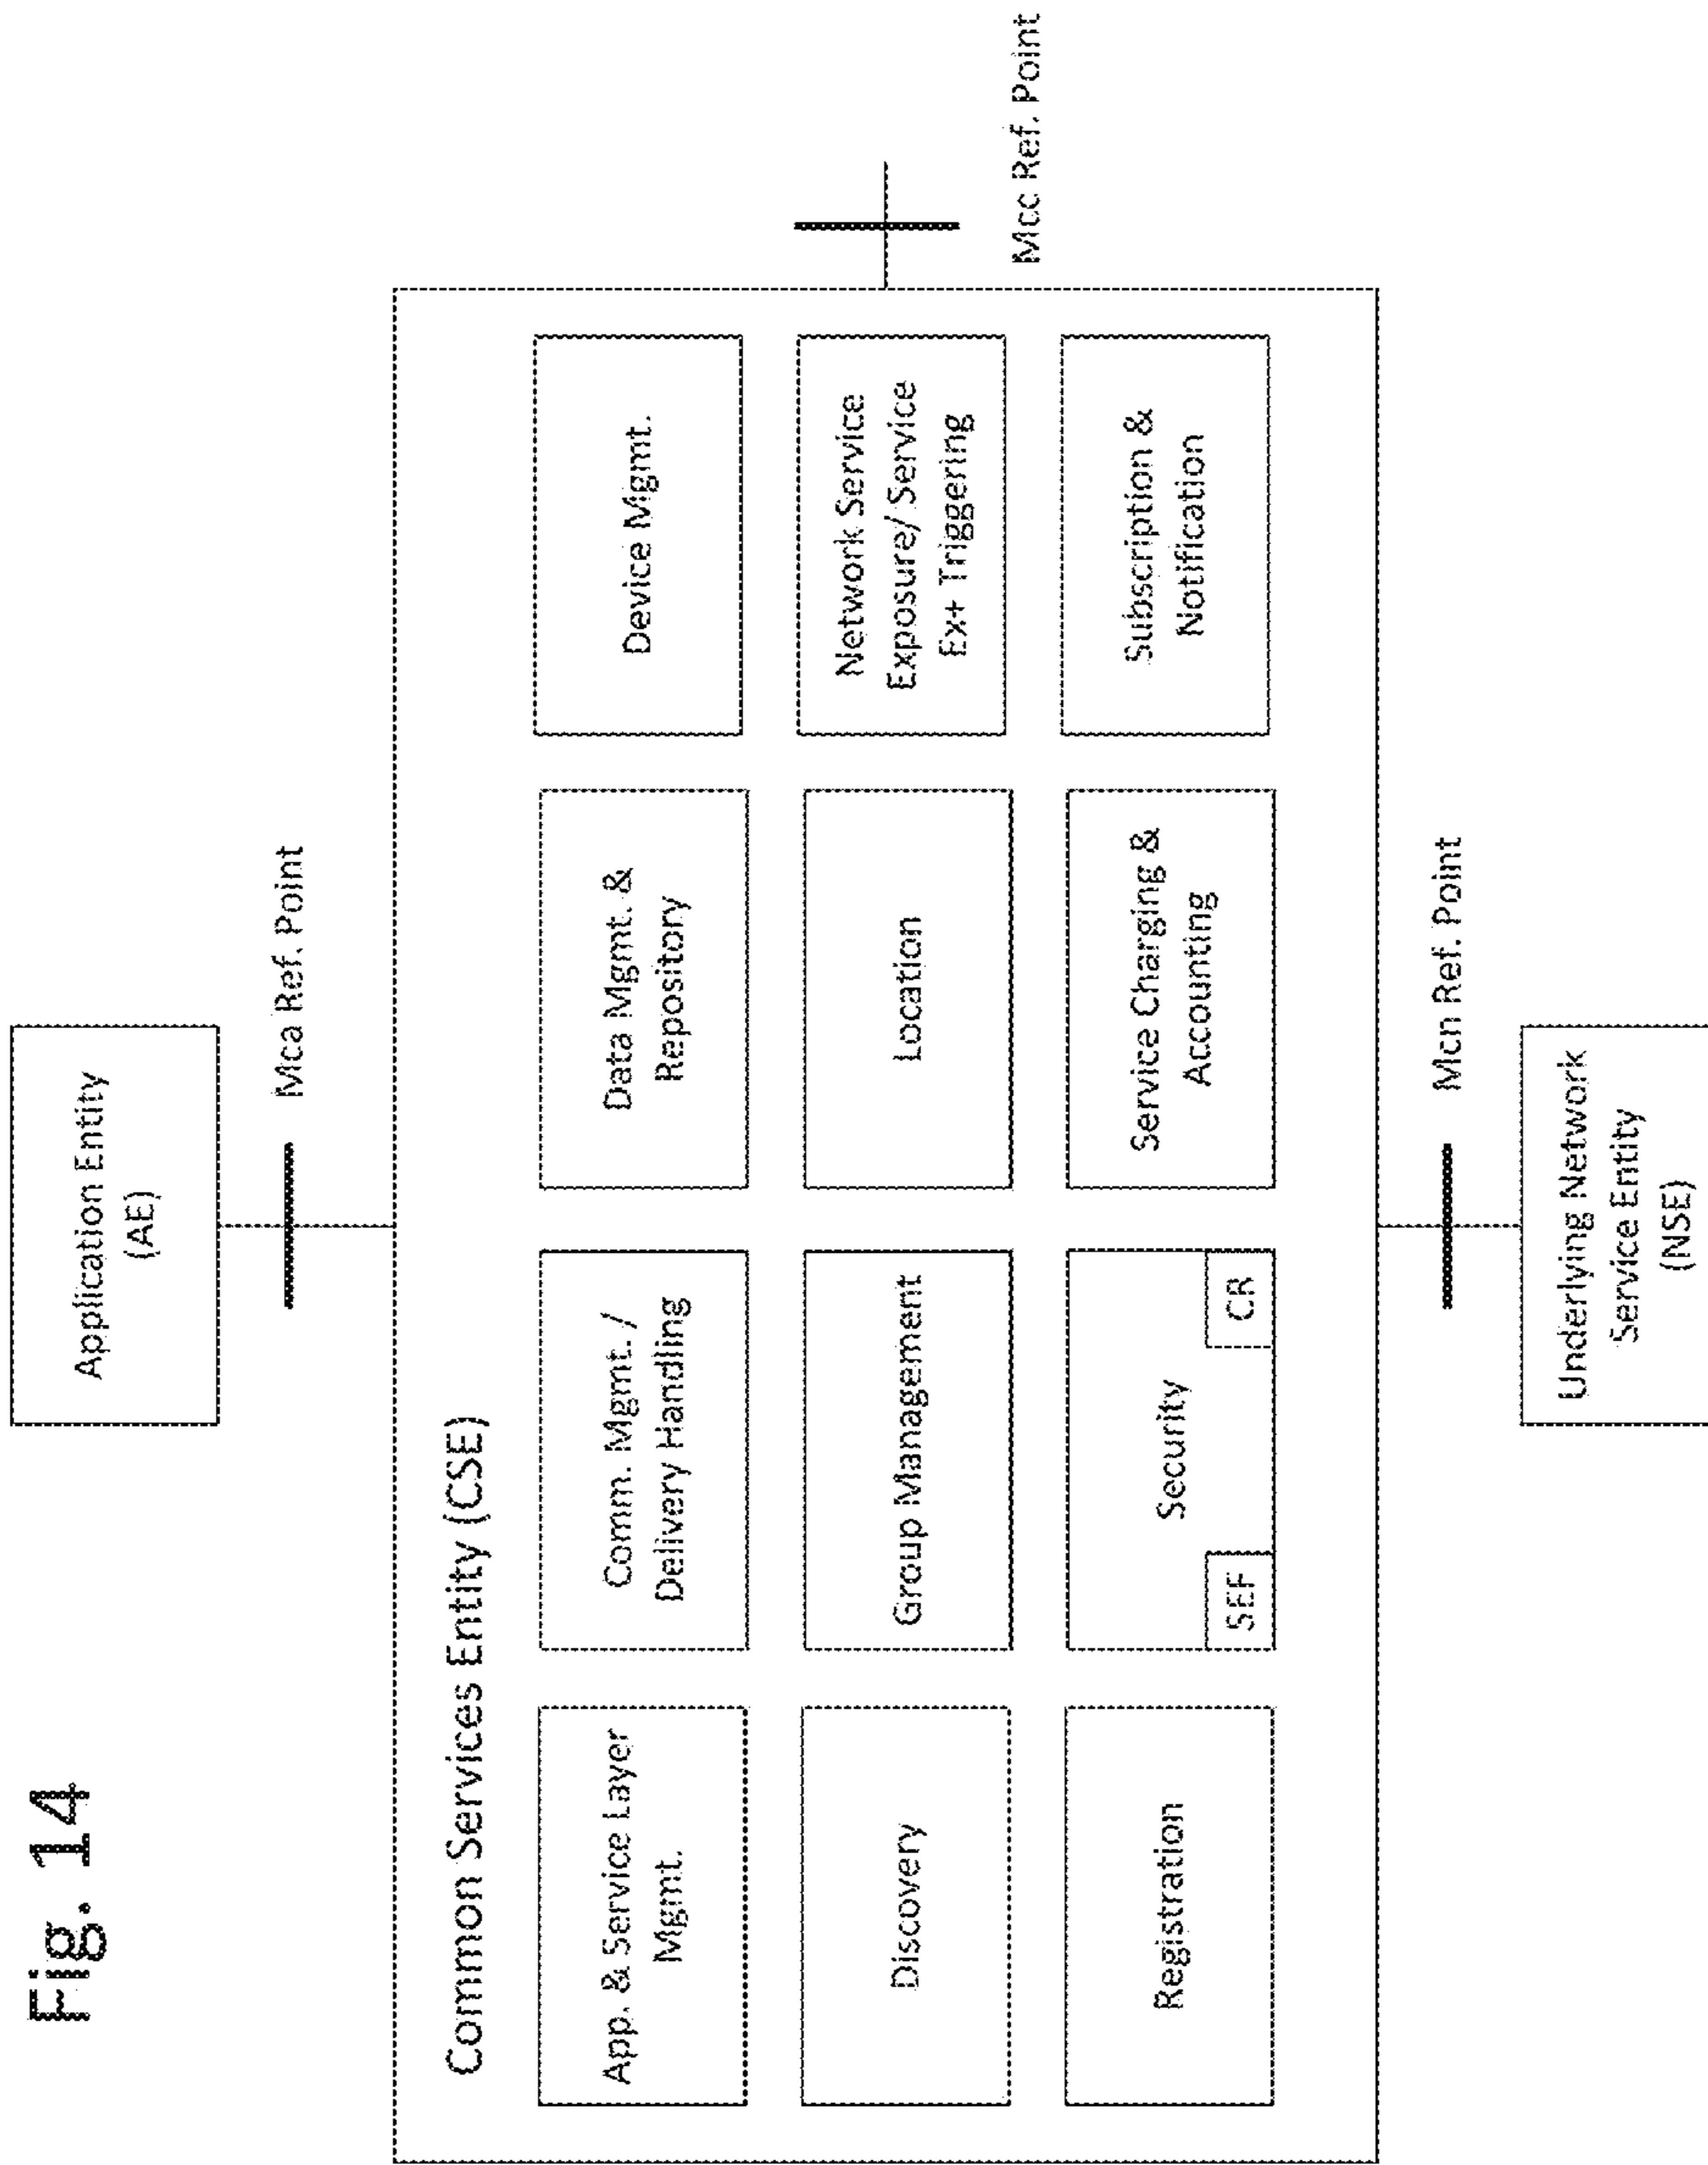 Fig. 14
Application Entity
(AE)
Mca Ref. Point
Common Services Entity (CSE)
App. & Service Layer
Mgmt.
Comm. Mgmt. /
Delivery Handling
Data Mgmt. &
Repository
Device Mgmt.
Discovery
Group Management
Location
Network Service
Exposure/ Service
Ex+ Triggering
Registration
Security
SEF
CR
Service Charging &
Accounting
Subscription &
Notification
Mcc Ref. Point
Mcn Ref. Point
Underlying Network
Service Entity
(NSE)